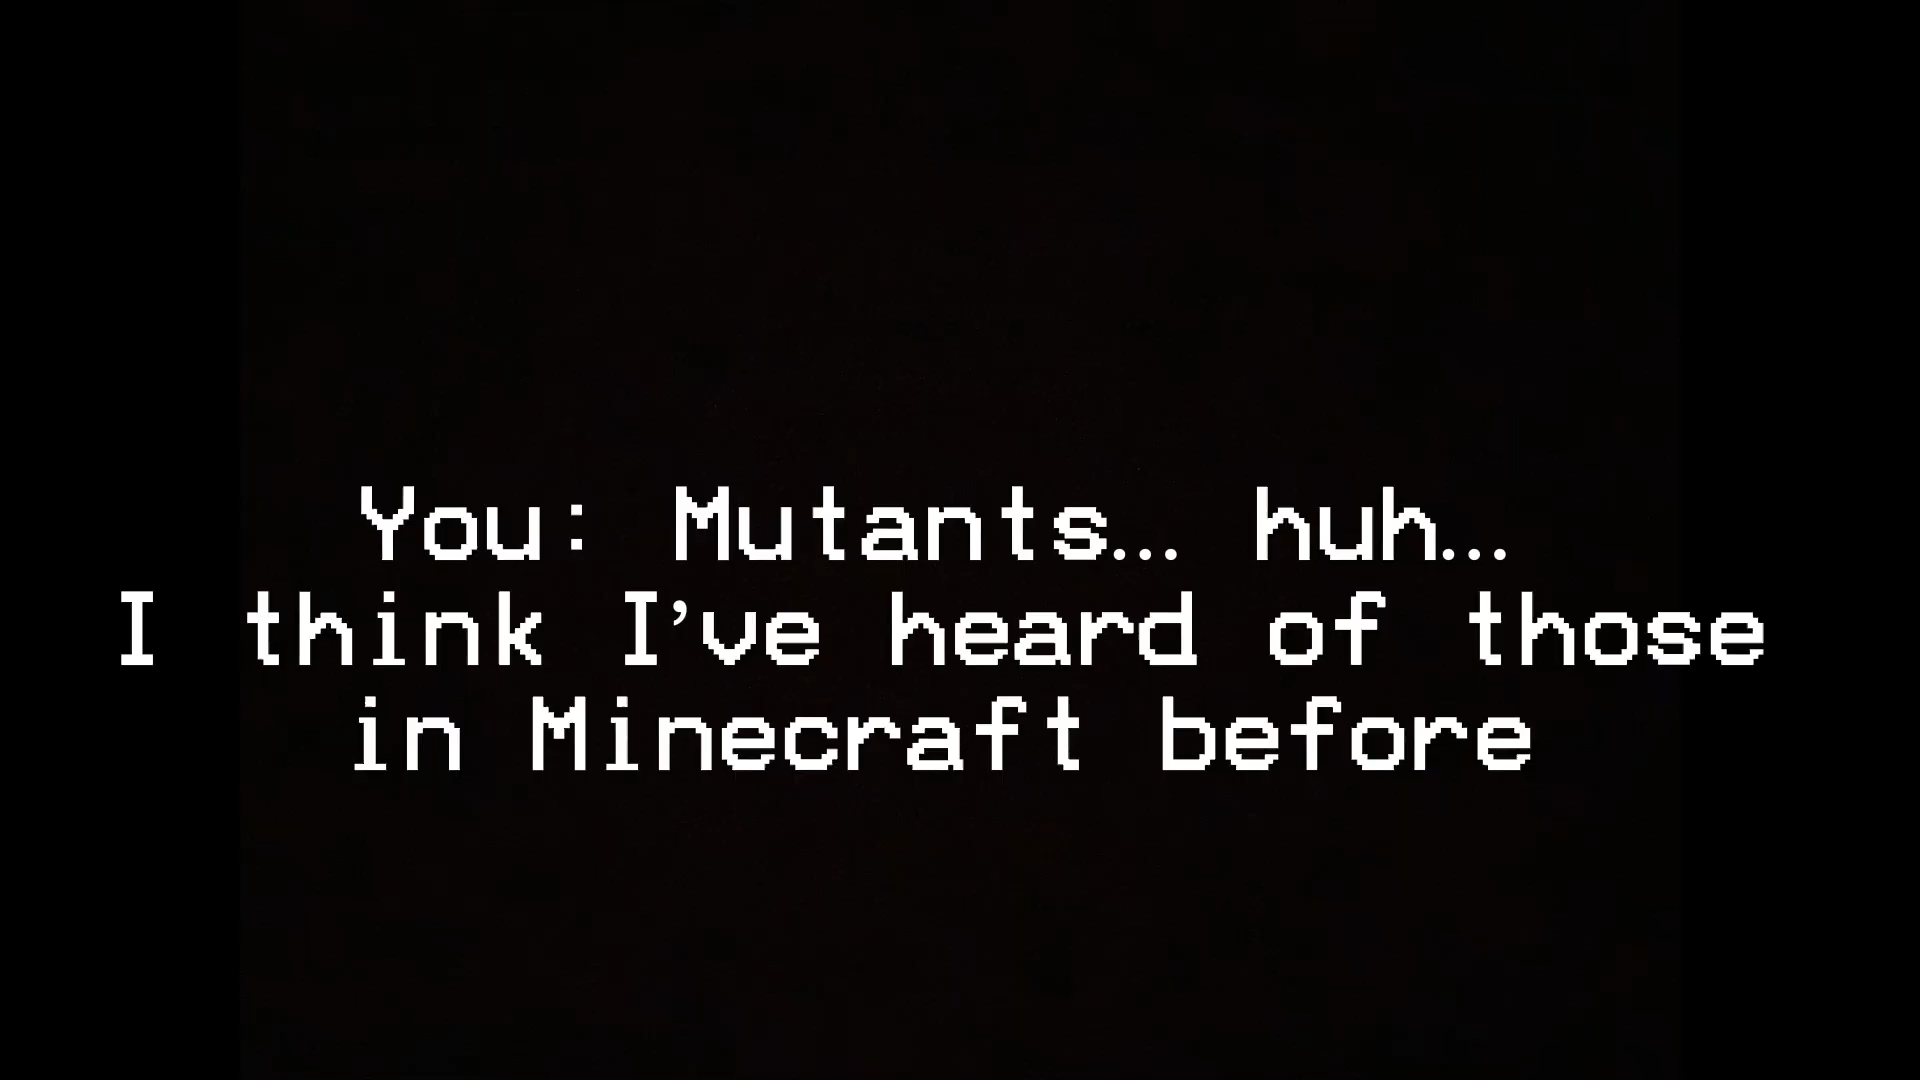 You: Mutants... huh...
I think I've heard of those
in Minecraft before